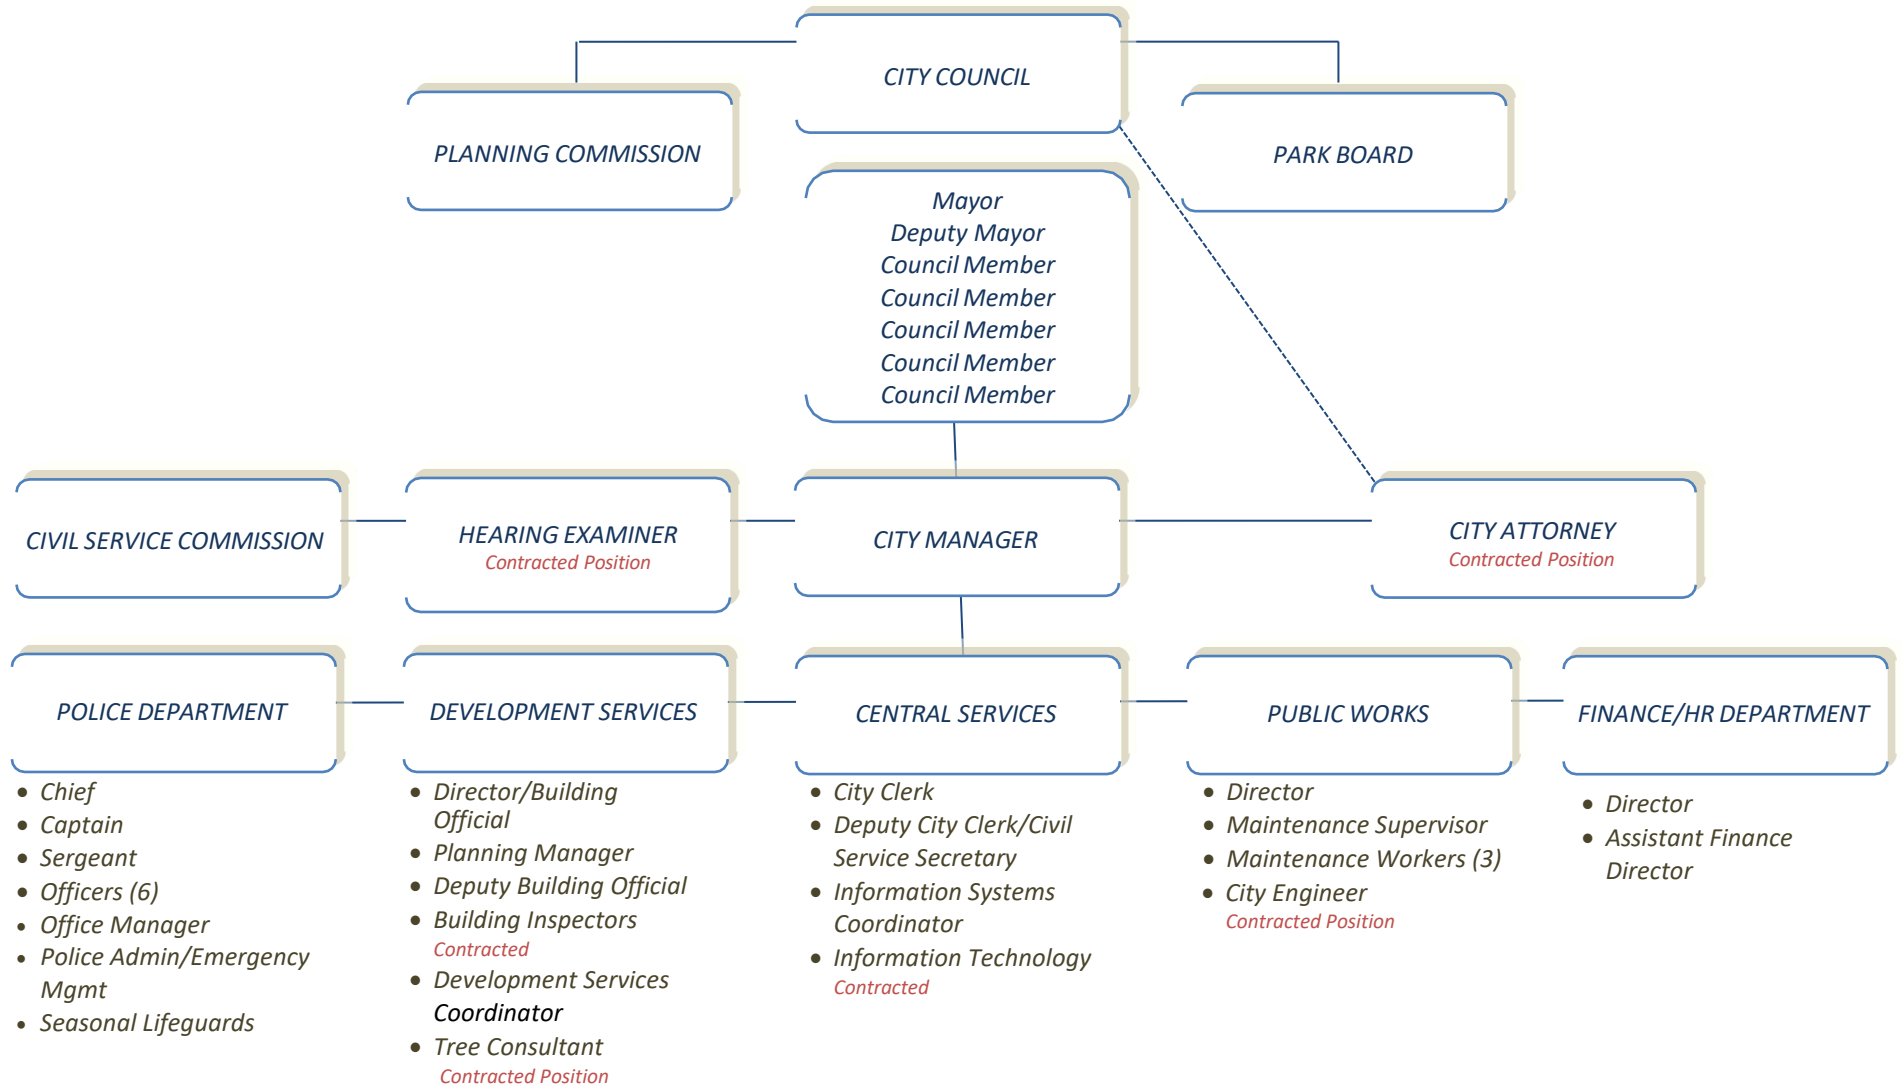 CITY COUNCIL
PLANNING COMMISSION
PARK BOARD
Mayor
Deputy Mayor
Council Member
Council Member
Council Member
Council Member
Council Member
CIVIL SERVICE COMMISSION
HEARING EXAMINER
Contracted Position
CITY MANAGER
CITY ATTORNEY
Contracted Position
POLICE DEPARTMENT
DEVELOPMENT SERVICES
CENTRAL SERVICES
PUBLIC WORKS
FINANCE/HR DEPARTMENT
• Chief
• Captain
• Sergeant
• Officers (6)
• Office Manager
• Police Admin/Emergency
Mgmt
• Seasonal Lifeguards
• Director/Building
Official
• Planning Manager
• Deputy Building Official
• Building Inspectors
Contracted
• Development Services
Coordinator
• Tree Consultant
Contracted Position
• City Clerk
• Deputy City Clerk/Civil
Service Secretary
• Information Systems
Coordinator
• Information Technology
Contracted
• Director
• Maintenance Supervisor
• Maintenance Workers (3)
• City Engineer
Contracted Position
• Director
• Assistant Finance
Director